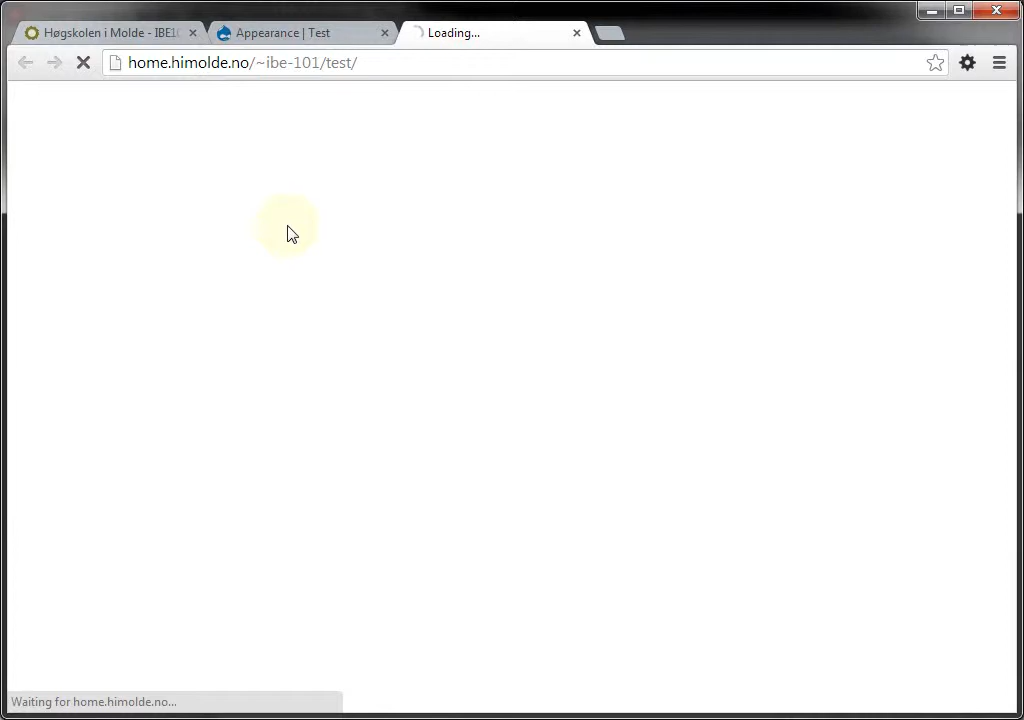 Høgskolen i Molde - IBE1
Appearance | Test
Loading...
home.himolde.no/~ibe-101/test/
Waiting for home.himolde.no...